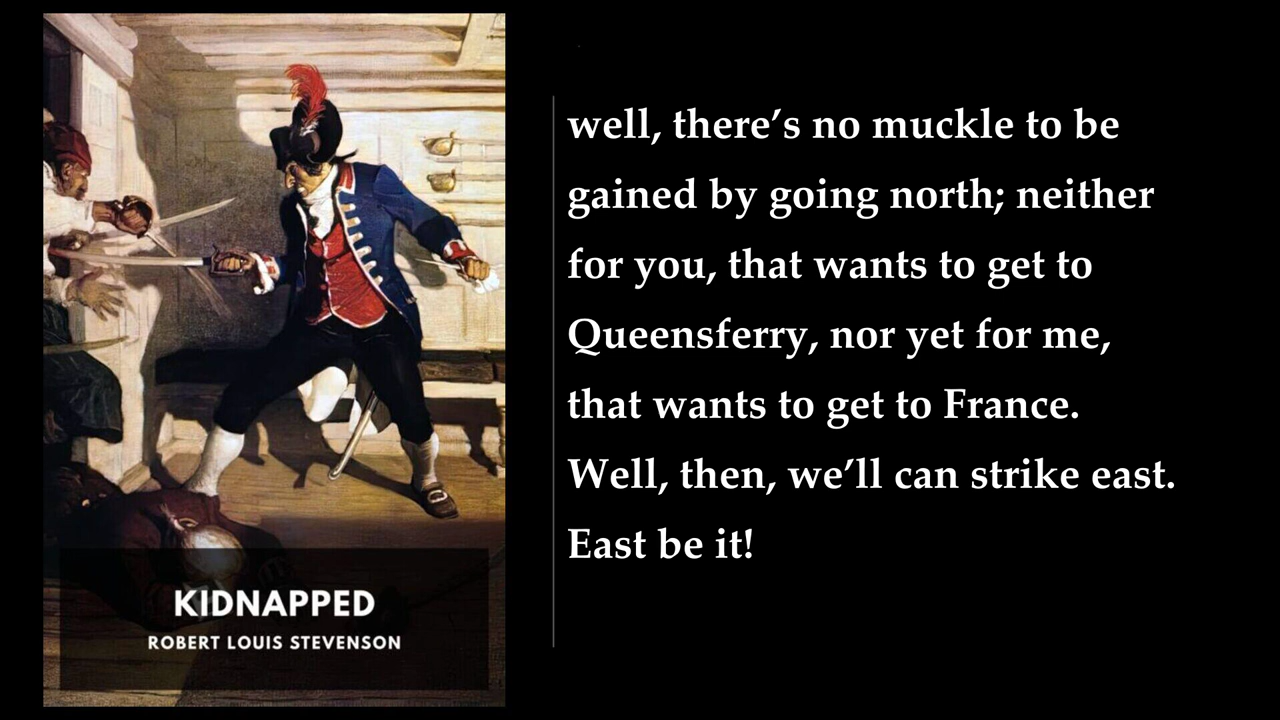 KIDNAPPED
ROBERT LOUIS STEVENSON
well, there’s no muckle to be
gained by going north; neither
for you, that wants to get to
Queensferry, nor yet for me,
that wants to get to France.
Well, then, we’ll can strike east.
East be it!